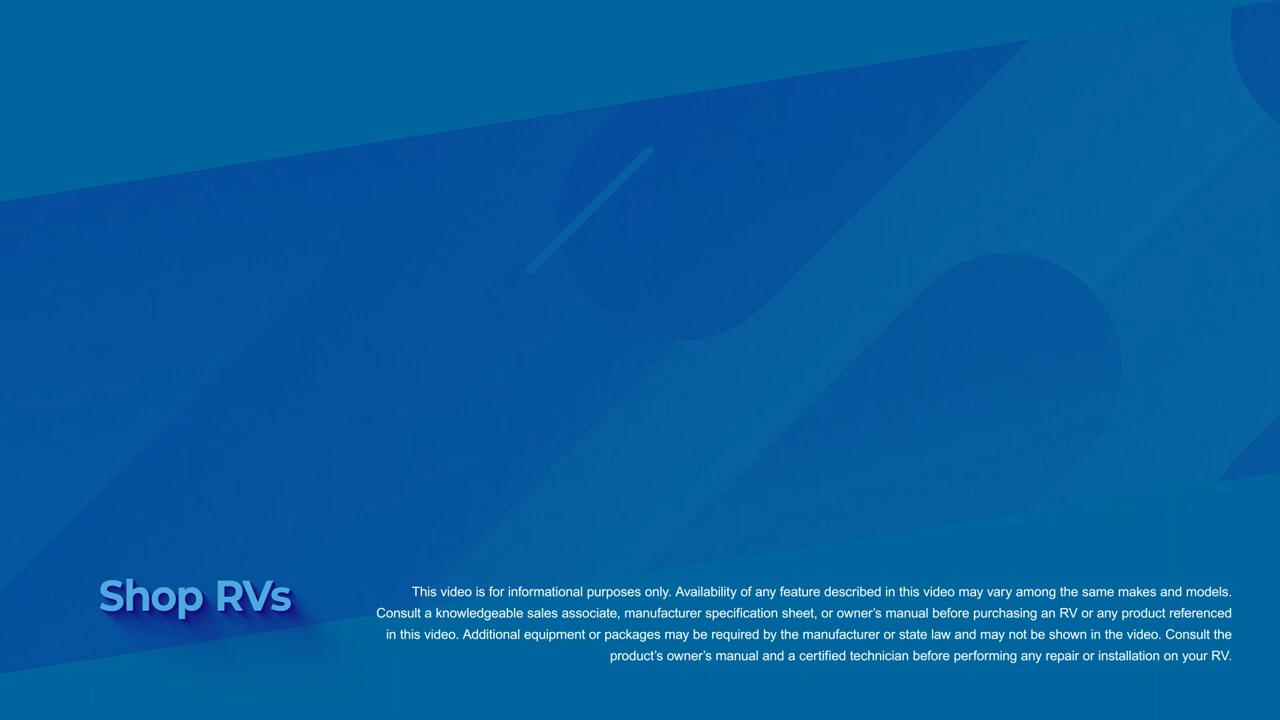 Shop RVs
This video is for informational purposes only. Availability of any feature described in this video may vary among the same makes and models.
Consult a knowledgeable sales associate, manufacturer specification sheet, or owner’s manual before purchasing an RV or any product referenced
in this video. Additional equipment or packages may be required by the manufacturer or state law and may not be shown in the video. Consult the
product’s owner’s manual and a certified technician before performing any repair or installation on your RV.